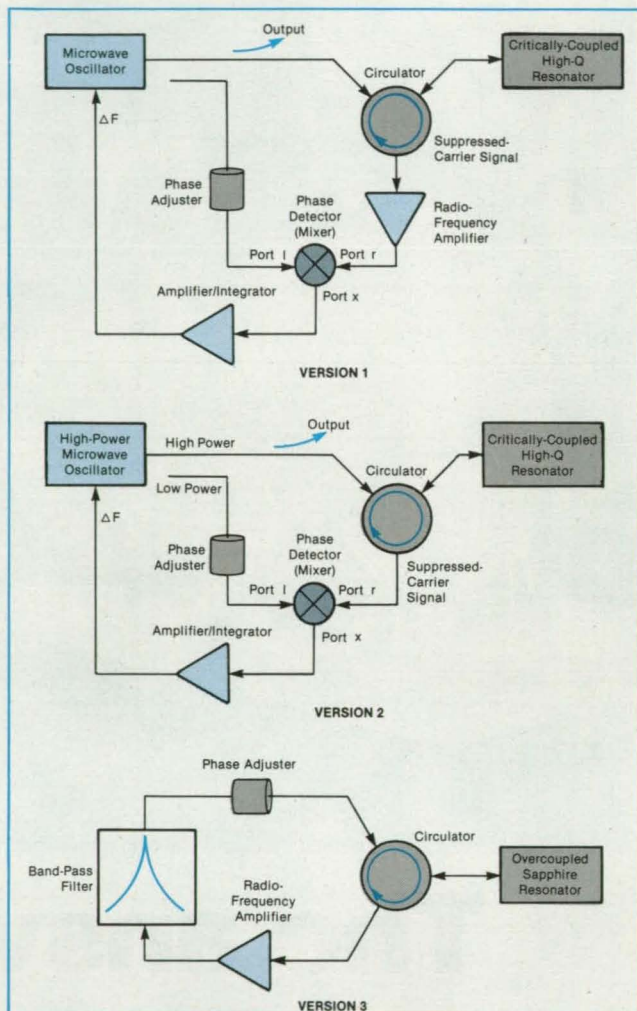 Output
Microwave
Oscillator
Circulator
Critically-Coupled
High-Q
Resonator
ΔF
Suppressed-
Carrier Signal
Phase
Adjuster
Phase
Detector
(Mixer)
Radio-
Frequency
Amplifier
Port l
Port r
Port x
Amplifier/Integrator
VERSION 1
Output
High-Power
Microwave
Oscillator
High Power
Circulator
Critically-Coupled
High-Q
Resonator
Low Power
ΔF
Phase
Adjuster
Phase
Detector
(Mixer)
Suppressed-
Carrier
Signal
Port l
Port r
Port x
Amplifier/Integrator
VERSION 2
Phase Adjuster
Circulator
Band-Pass
Filter
Radio-
Frequency
Amplifier
Overcoupled
Sapphire
Resonator
VERSION 3